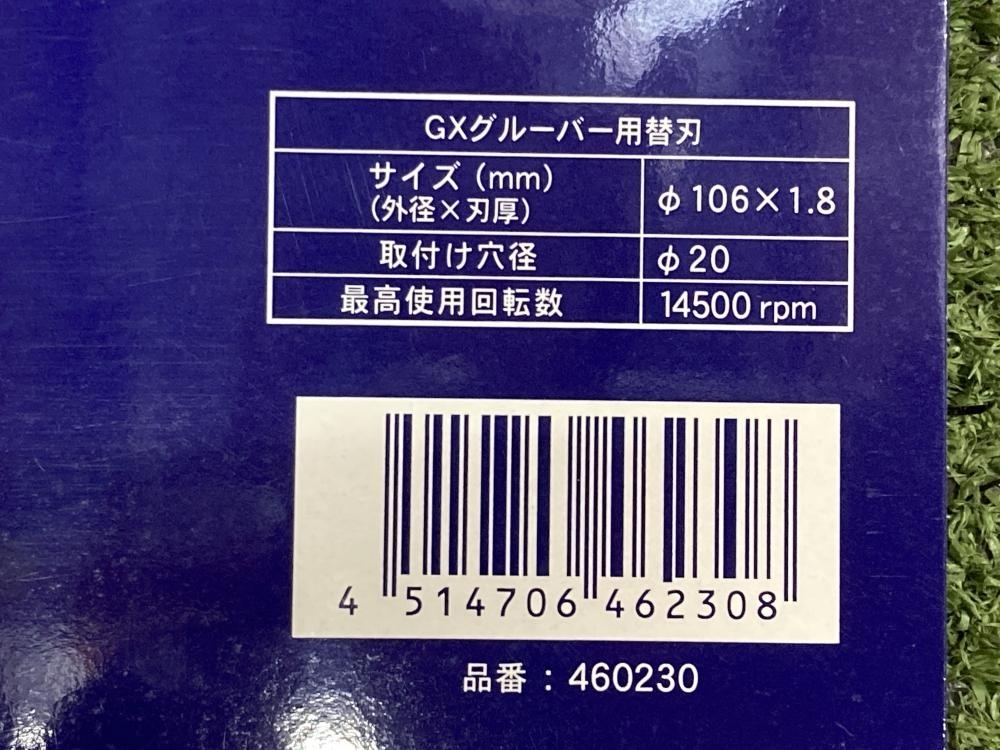 GXグルーバー用替刃
サイズ（mm）
（外径×刃厚）
φ106×1.8
取付け穴径
φ20
最高使用回転数
14500 rpm
4 514706 462308
品番：460230